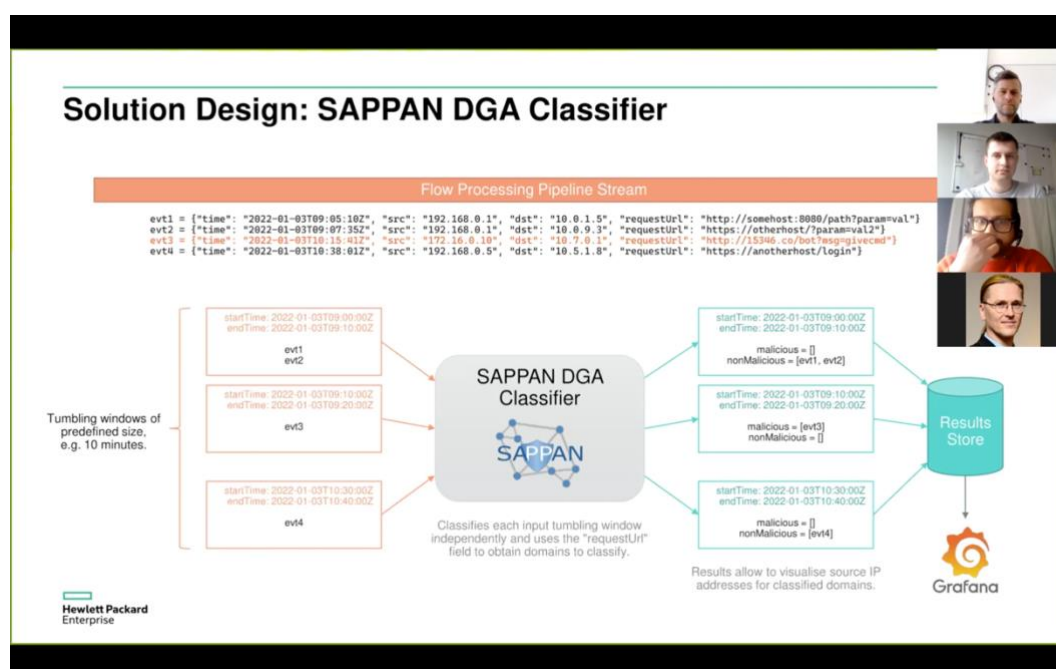 Solution Design: SAPPAN DGA Classifier
Flow Processing Pipeline Stream
evt1 = {"time": "2022-01-03T09:05:10Z", "src": "192.168.0.1", "dst": "10.0.1.5", "requestUrl": "http://somehost:8080/path?param=val"}
evt2 = {"time": "2022-01-03T09:07:35Z", "src": "192.168.0.1", "dst": "10.0.9.3", "requestUrl": "https://otherhost/?param=val2"}
evt3 = {"time": "2022-01-03T10:15:41Z", "src": "172.16.0.10", "dst": "10.7.0.1", "requestUrl": "http://15346.co/bot?msg=givecmd"}
evt4 = {"time": "2022-01-03T10:38:01Z", "src": "192.168.0.5", "dst": "10.5.1.8", "requestUrl": "https://anotherhost/login"}
Tumbling windows of
predefined size,
e.g. 10 minutes.
startTime: 2022-01-03T09:00:00Z
endTime: 2022-01-03T09:10:00Z
evt1
evt2
startTime: 2022-01-03T09:10:00Z
endTime: 2022-01-03T09:20:00Z
evt3
startTime: 2022-01-03T10:30:00Z
endTime: 2022-01-03T10:40:00Z
evt4
SAPPAN DGA
Classifier
SAPPAN
Classifies each input tumbling window
independently and uses the "requestUrl"
field to obtain domains to classify.
startTime: 2022-01-03T09:00:00Z
endTime: 2022-01-03T09:10:00Z
malicious = []
nonMalicious = [evt1, evt2]
startTime: 2022-01-03T09:10:00Z
endTime: 2022-01-03T09:20:00Z
malicious = [evt3]
nonMalicious = []
startTime: 2022-01-03T10:30:00Z
endTime: 2022-01-03T10:40:00Z
malicious = []
nonMalicious = [evt4]
Results allow to visualise source IP
addresses for classified domains.
Results
Store
Grafana
Hewlett Packard
Enterprise